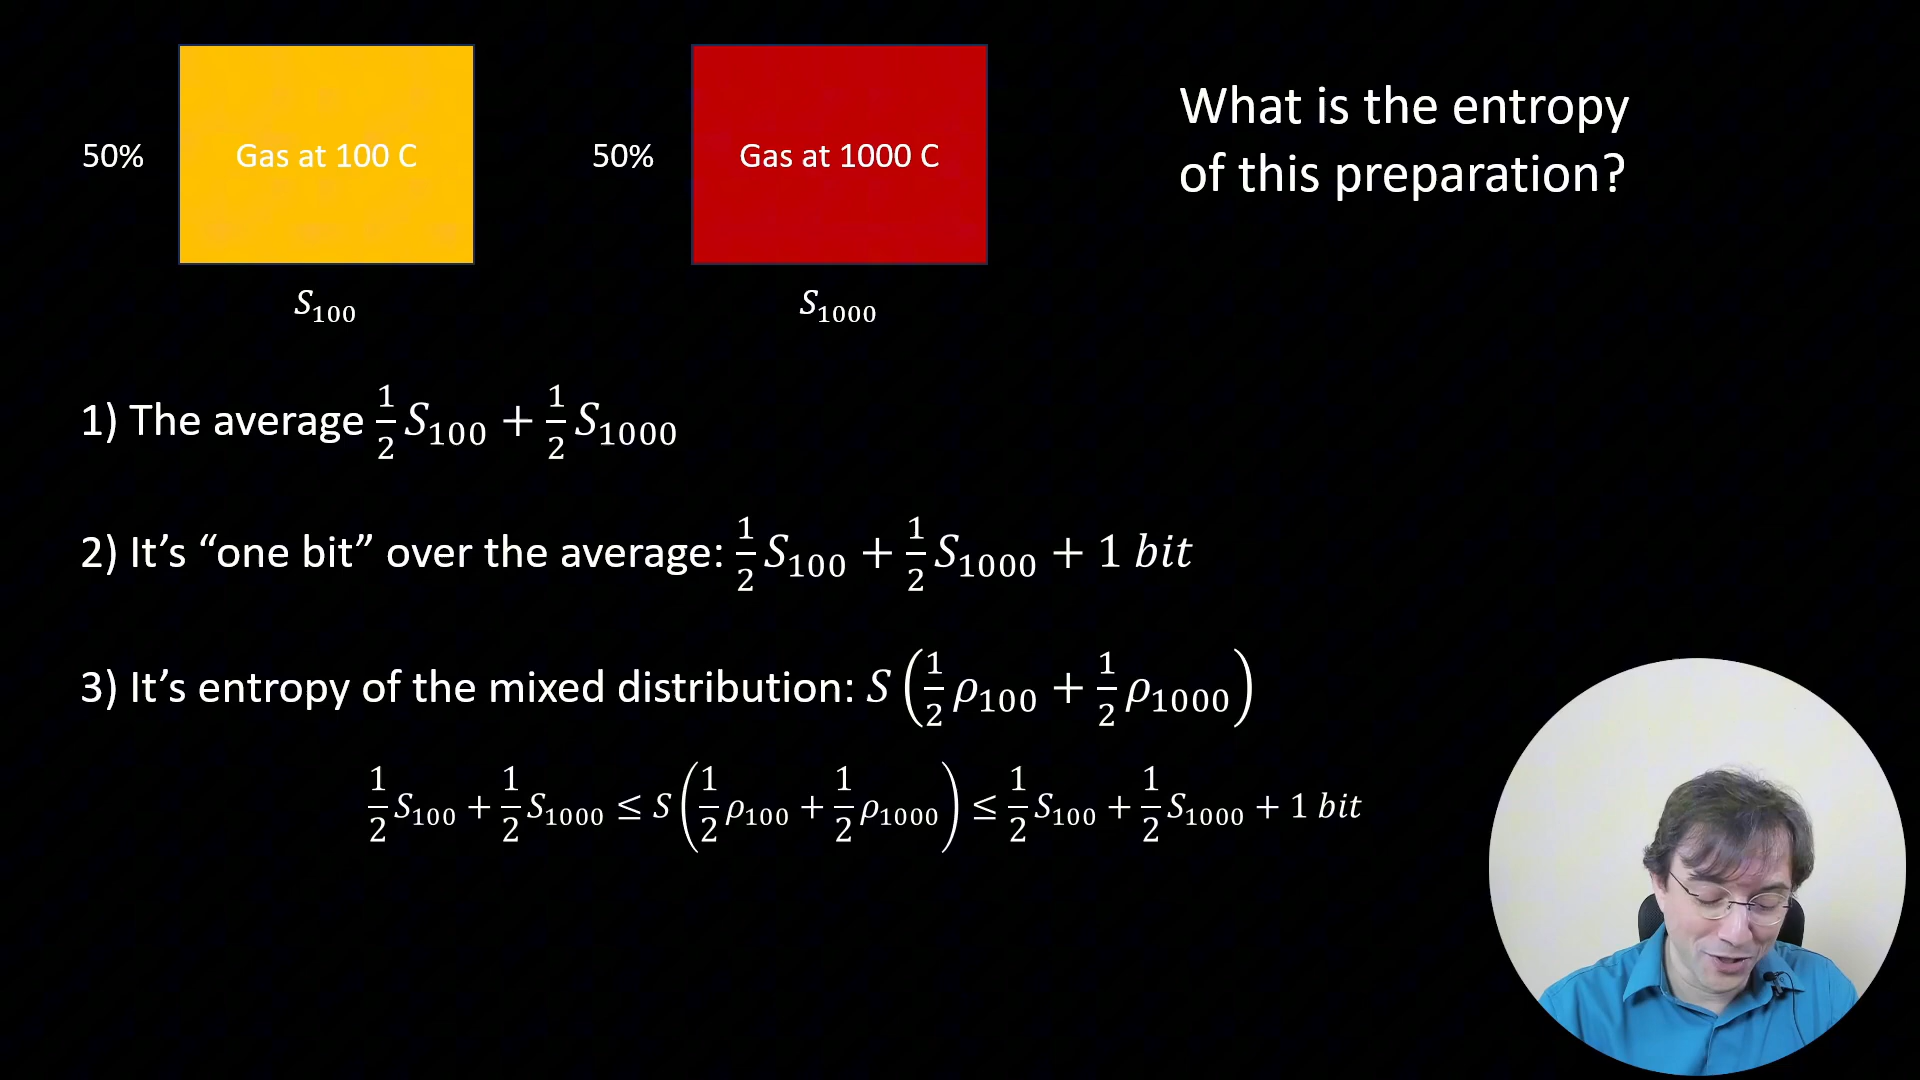 50%
Gas at 100 C
50%
Gas at 1000 C
What is the entropy
of this preparation?
𝑆₁₀₀
𝑆₁₀₀₀
1) The average 1/2 𝑆₁₀₀ + 1/2 𝑆₁₀₀₀
2) It’s “one bit” over the average: 1/2 𝑆₁₀₀ + 1/2 𝑆₁₀₀₀ + 1 𝑏𝑖𝑡
3) It’s entropy of the mixed distribution: 𝑆(1/2 𝜌₁₀₀ + 1/2 𝜌₁₀₀₀)
1/2 𝑆₁₀₀ + 1/2 𝑆₁₀₀₀ ≤ 𝑆(1/2 𝜌₁₀₀ + 1/2 𝜌₁₀₀₀) ≤ 1/2 𝑆₁₀₀ + 1/2 𝑆₁₀₀₀ + 1 𝑏𝑖𝑡